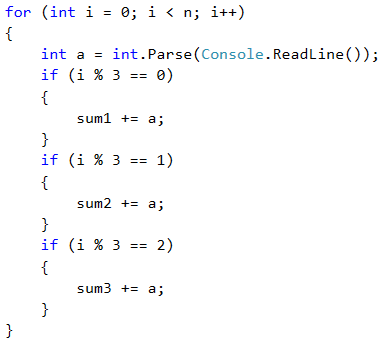 for (int i = 0; i < n; i++)
{
    int a = int.Parse(Console.ReadLine());
    if (i % 3 == 0)
    {
        sum1 += a;
    }
    if (i % 3 == 1)
    {
        sum2 += a;
    }
    if (i % 3 == 2)
    {
        sum3 += a;
    }
}